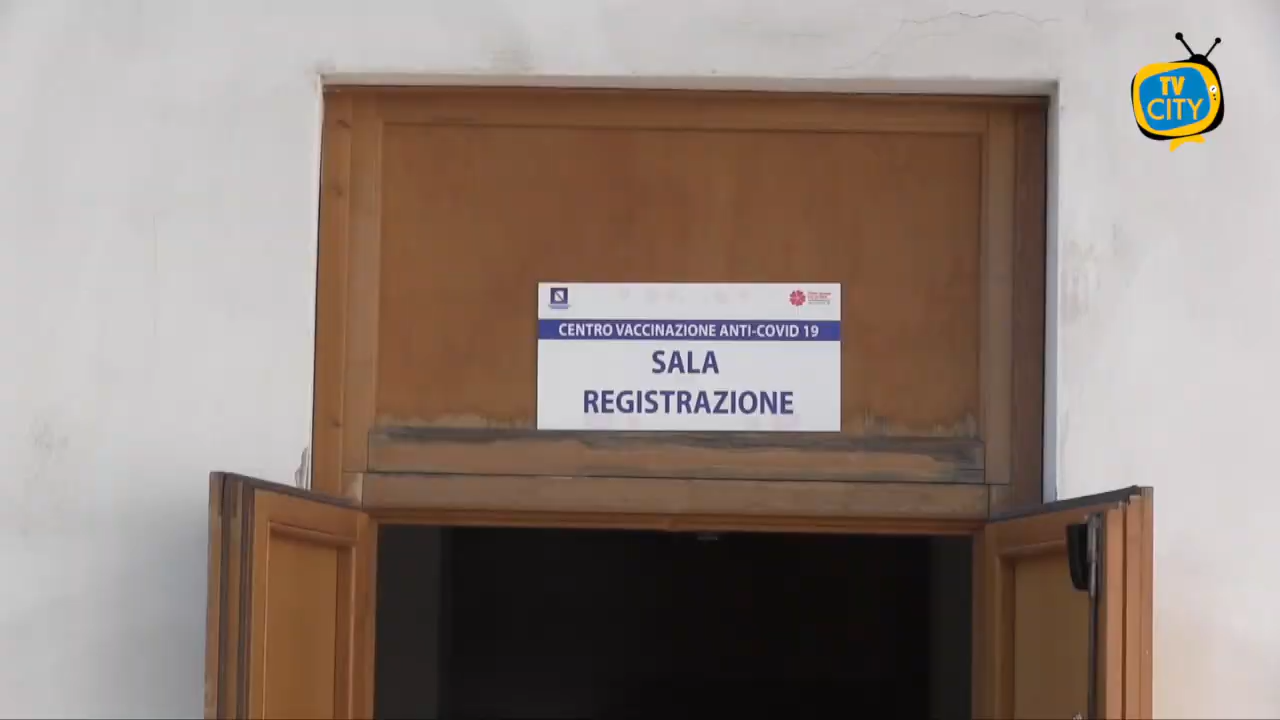 TV
CITY
CENTRO VACCINAZIONE ANTI-COVID 19
SALA
REGISTRAZIONE